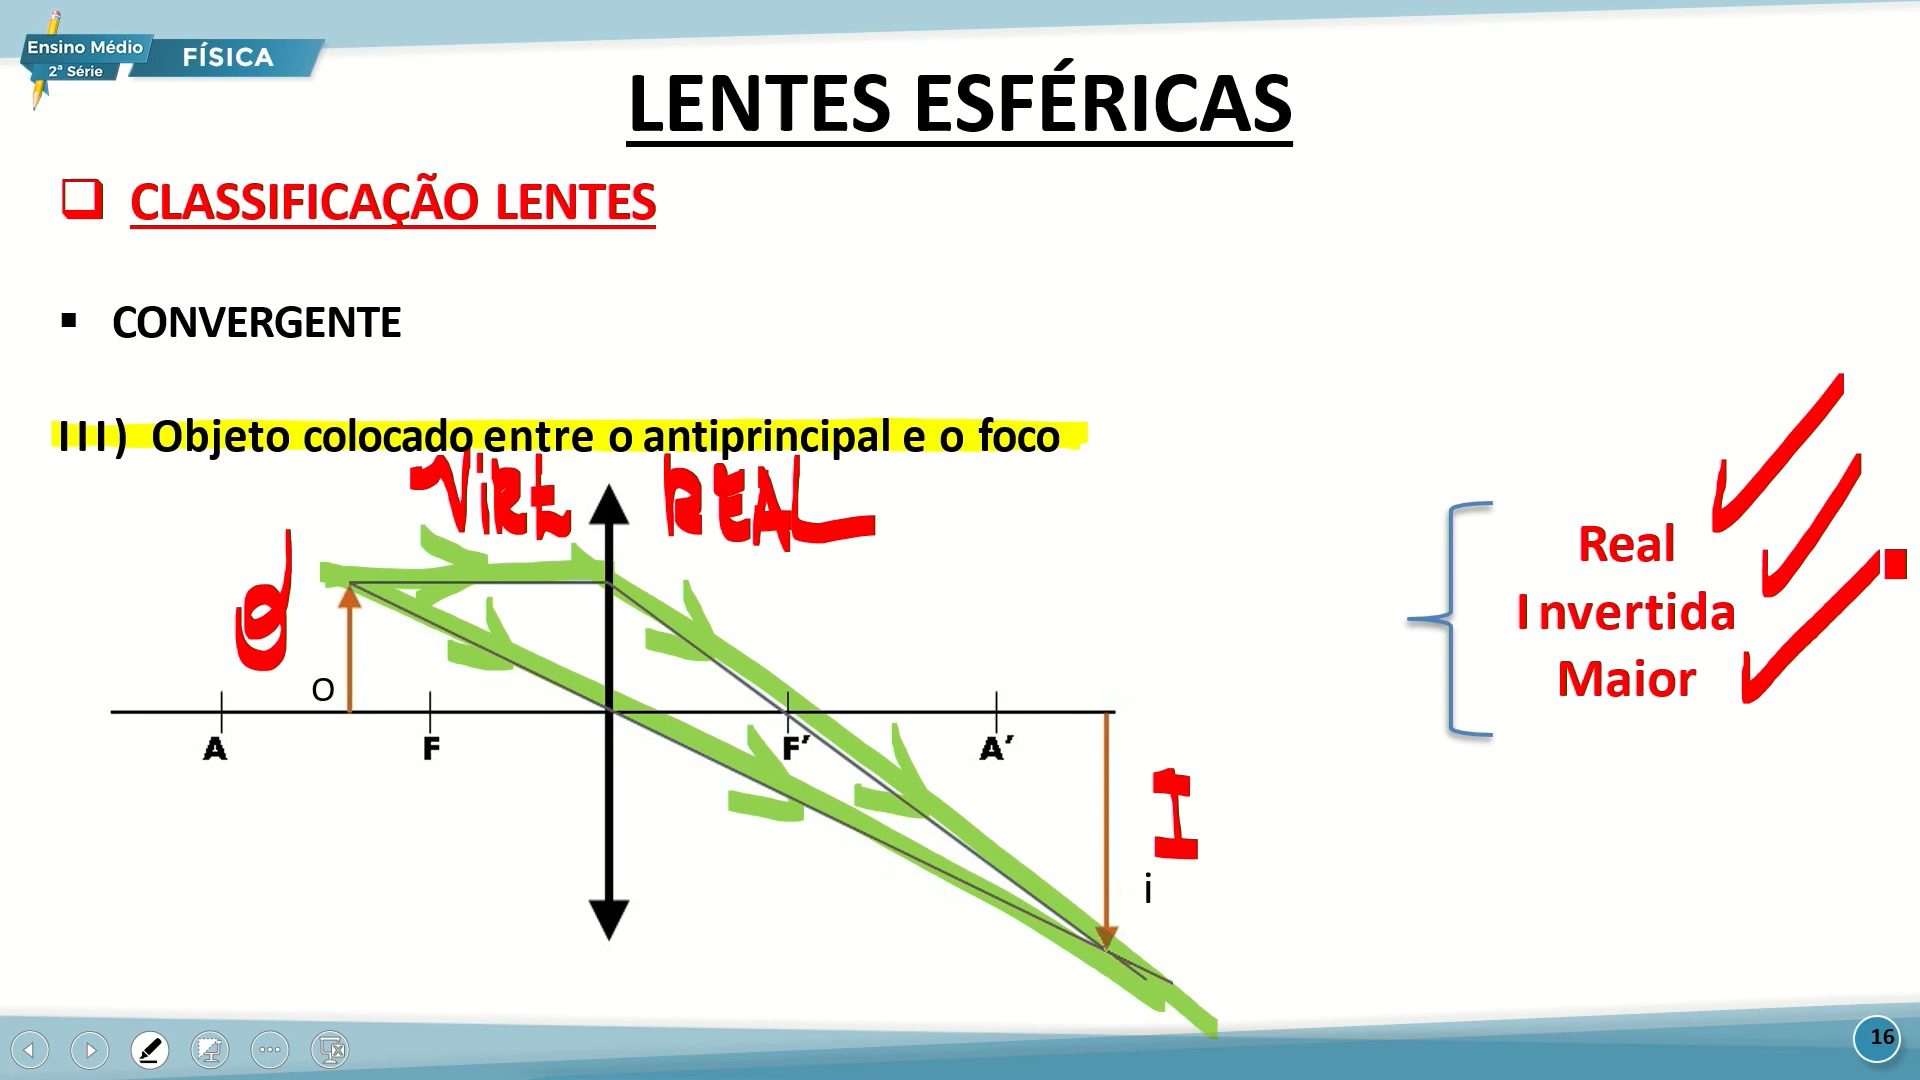 Ensino Médio
2ª Série
FÍSICA
LENTES ESFÉRICAS
CLASSIFICAÇÃO LENTES
CONVERGENTE
III) Objeto colocado entre o antiprincipal e o foco
VIRT REAL
O
A F F′ A′
I
i
Real
Invertida
Maior
16